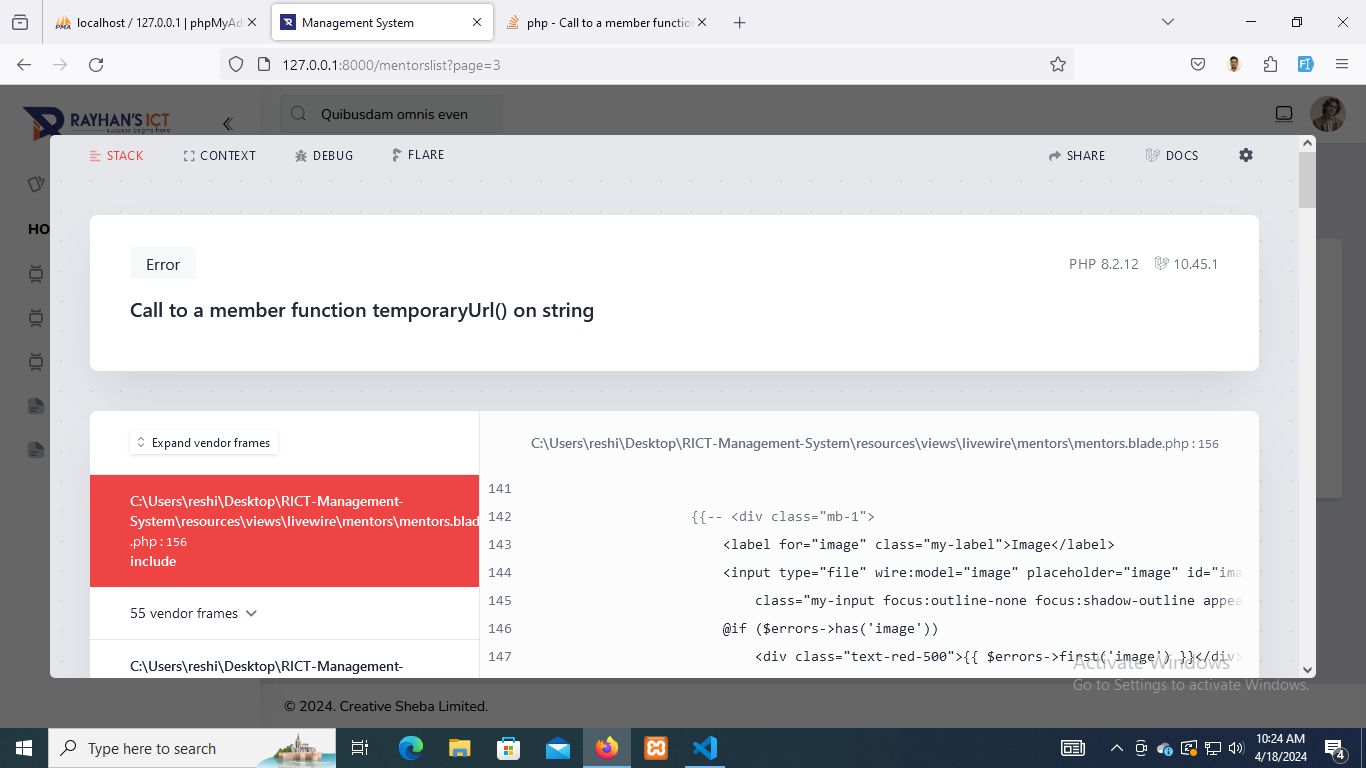 localhost / 127.0.0.1 | phpMyAd
Management System
php - Call to a member function
127.0.0.1:8000/mentorslist?page=3
RAYHAN'S ICT
success begins here
Quibusdam omnis even
HO
STACK
CONTEXT
DEBUG
FLARE
SHARE
DOCS
Error
PHP 8.2.12
10.45.1
Call to a member function temporaryUrl() on string
Expand vendor frames
C:\Users\reshi\Desktop\RICT-Management-System\resources\views\livewire\mentors\mentors.blade.php : 156
C:\Users\reshi\Desktop\RICT-Management-
System\resources\views\livewire\mentors\mentors.blad
.php : 156
include
55 vendor frames
C:\Users\reshi\Desktop\RICT-Management-
141
142 {{-- <div class="mb-1">
143 <label for="image" class="my-label">Image</label>
144 <input type="file" wire:model="image" placeholder="image" id="ima
145 class="my-input focus:outline-none focus:shadow-outline appea
146 @if ($errors->has('image'))
147 <div class="text-red-500">{{ $errors->first('image') }}</div>
Activate Windows
Go to Settings to activate Windows.
© 2024. Creative Sheba Limited.
Type here to search
10:24 AM
4/18/2024
4